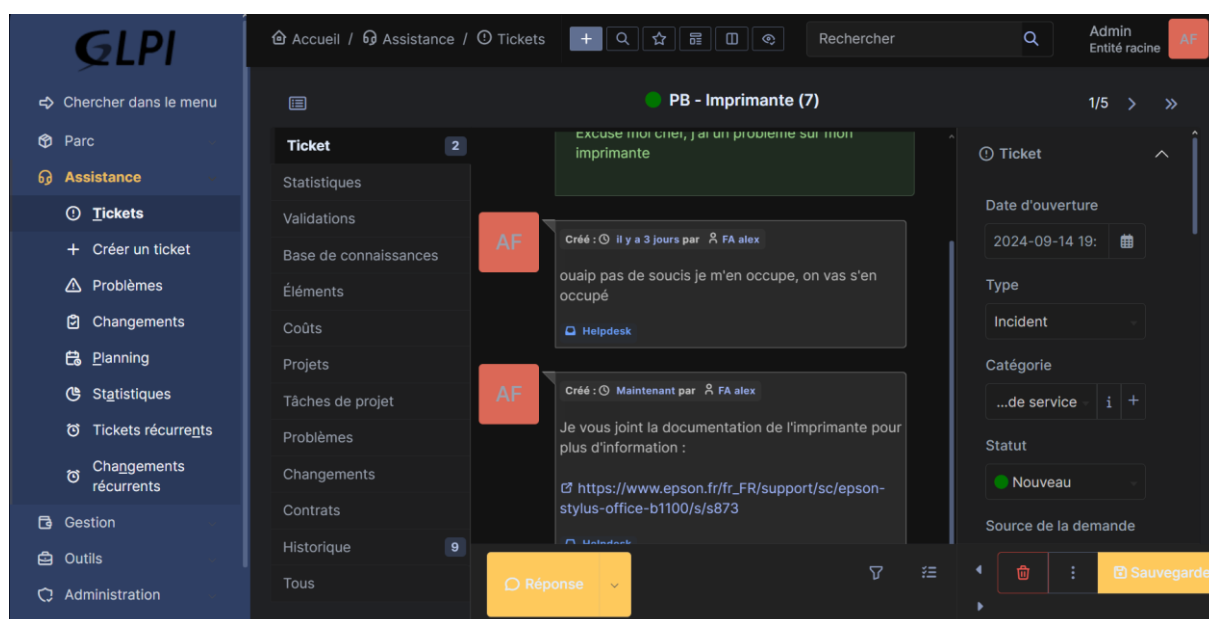 GLPI
Accueil / Assistance / Tickets
Rechercher
Admin
Entité racine
AF
Chercher dans le menu
Parc
Assistance
Tickets
Créer un ticket
Problèmes
Changements
Planning
Statistiques
Tickets récurrents
Changements
récurrents
Gestion
Outils
Administration
PB - Imprimante (7)
1/5
Ticket 2
Statistiques
Validations
Base de connaissances
Éléments
Coûts
Projets
Tâches de projet
Problèmes
Changements
Contrats
Historique 9
Tous
Excuse moi cher, j'ai un problème sur mon
imprimante
AF
Créé : il y a 3 jours par FA alex
ouaip pas de soucis je m'en occupe, on vas s'en
occupé
Helpdesk
AF
Créé : Maintenant par FA alex
Je vous joint la documentation de l'imprimante pour
plus d'information :
https://www.epson.fr/fr_FR/support/sc/epson-
stylus-office-b1100/s/s873
Helpdesk
Réponse
Ticket
Date d'ouverture
2024-09-14 19:
Type
Incident
Catégorie
...de service
i +
Statut
Nouveau
Source de la demande
Sauvegarde